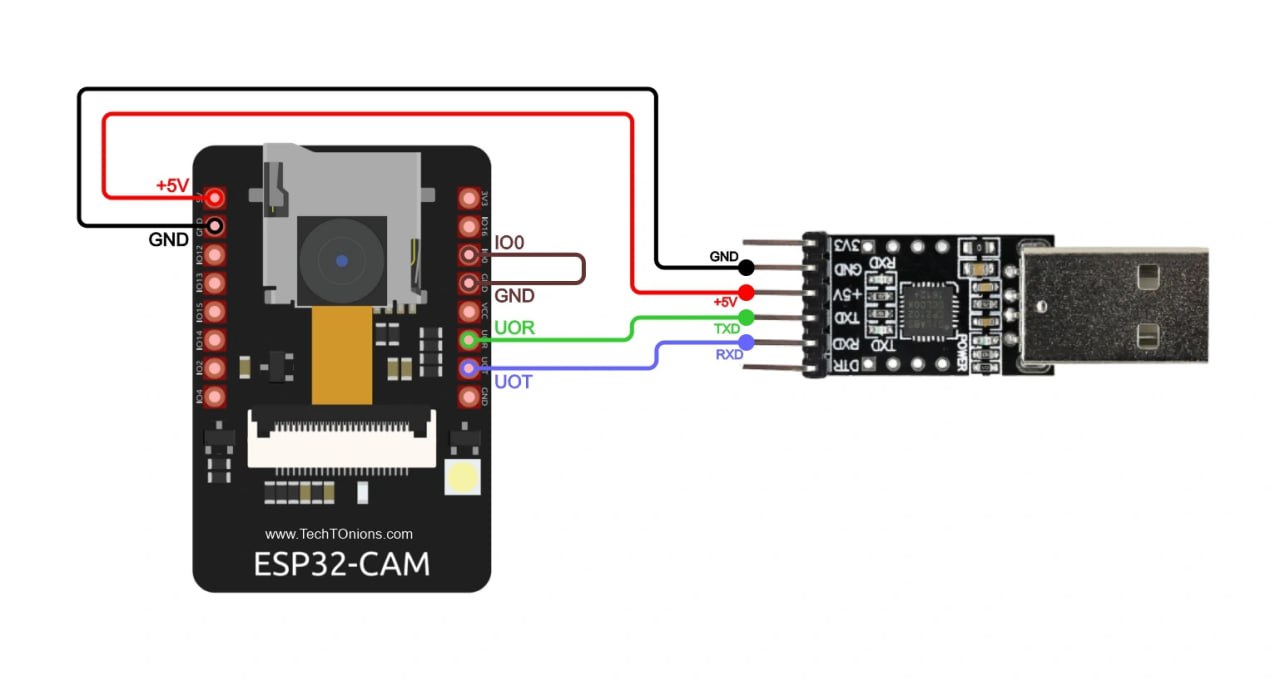 +5V
GND
5V
GND
IO12
IO13
IO15
IO14
IO2
IO4
3V3
IO16
IO0
GND
VCC
UOR
UOT
GND
IO0
GND
UOR
UOT
www.TechTOnions.com
ESP32-CAM
GND
+5V
TXD
RXD
3V3
GND
+5V
TXD
RXD
DTR
RXD
TXD
POWER